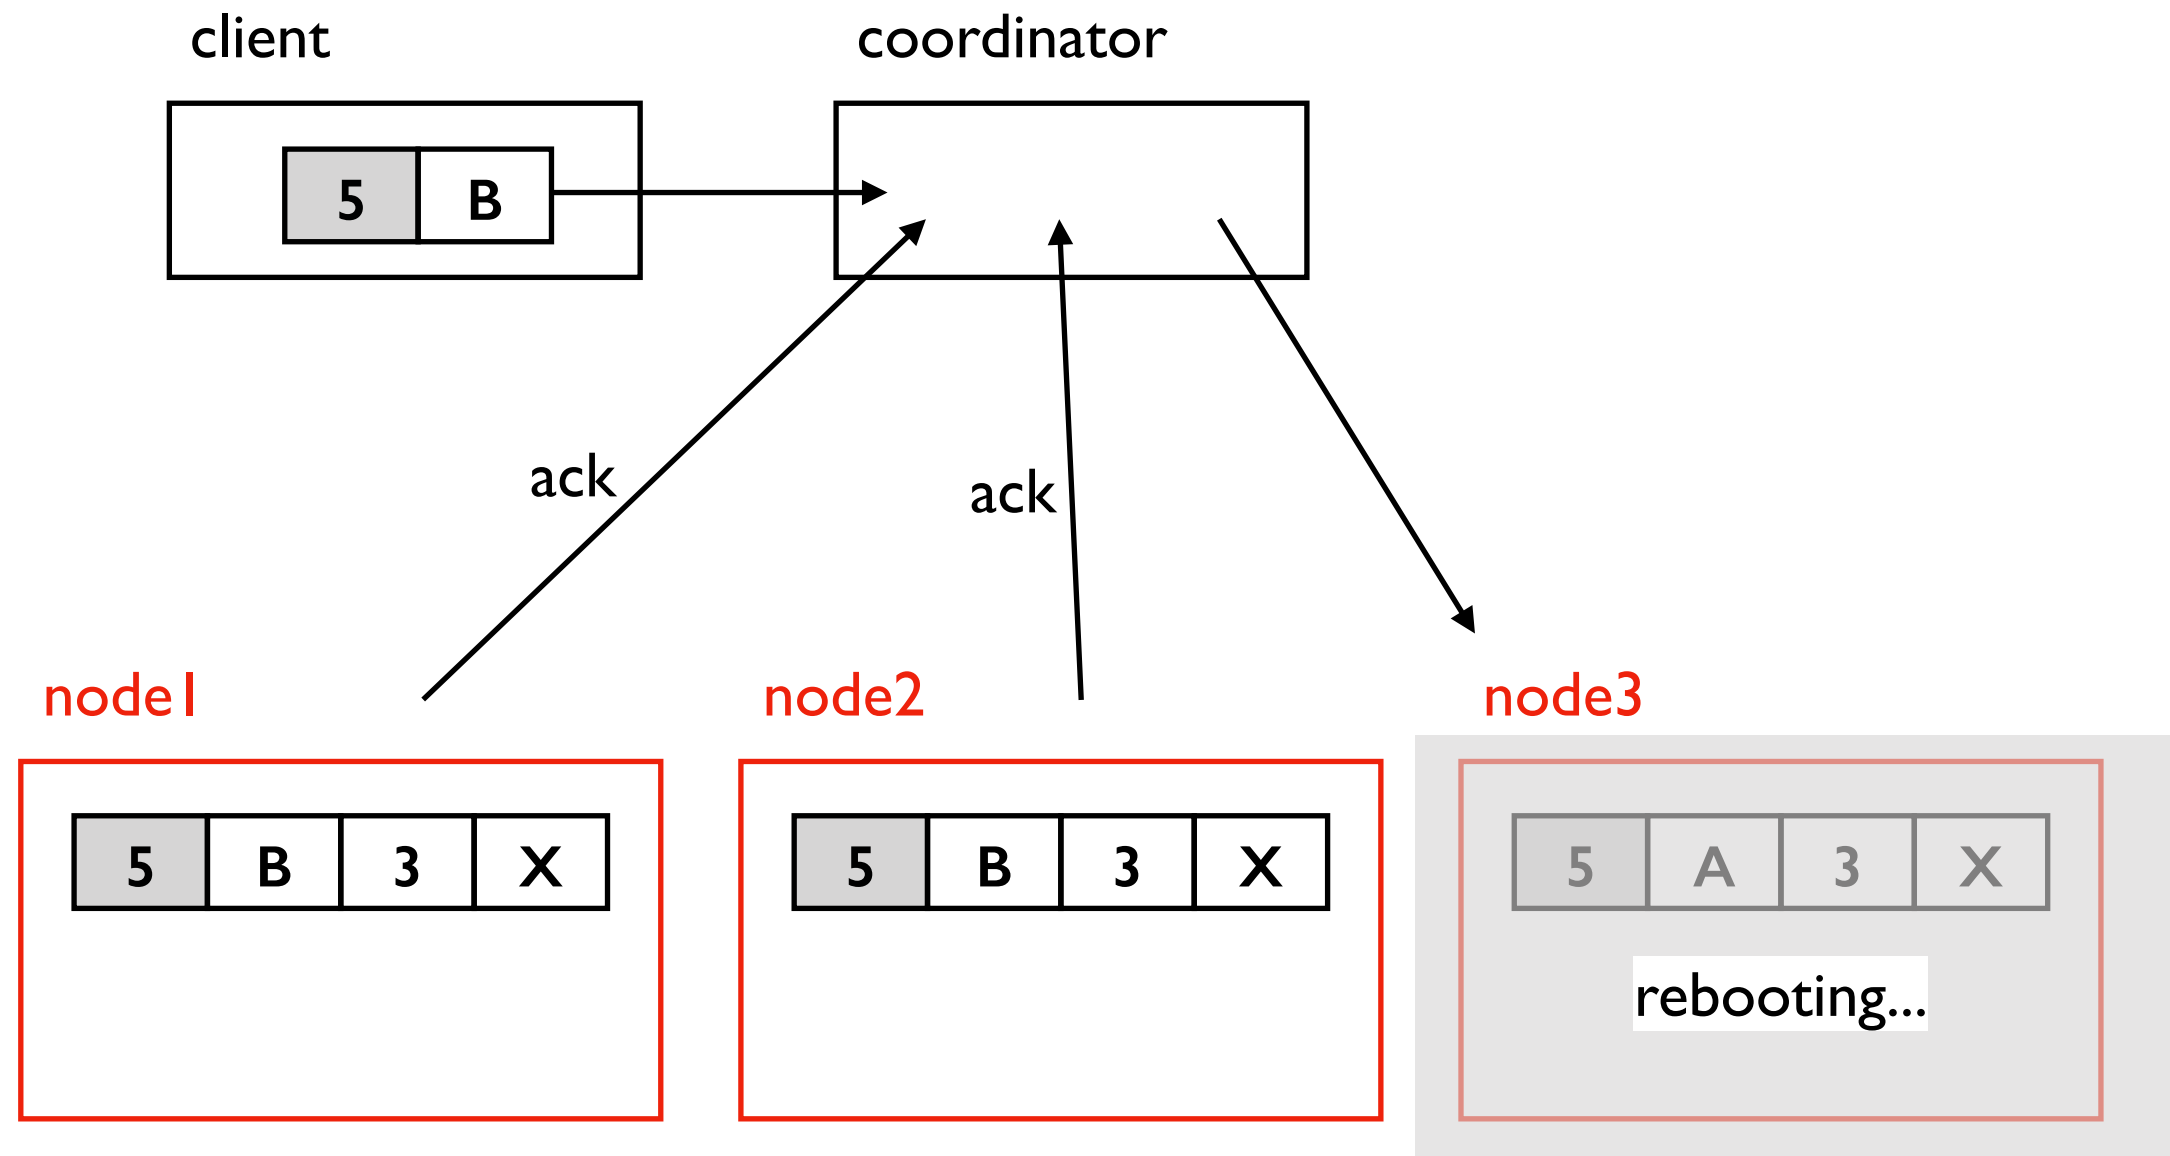 client
coordinator
5 B
ack
ack
node1
node2
node3
5 B 3 X
5 B 3 X
5 A 3 X
rebooting...